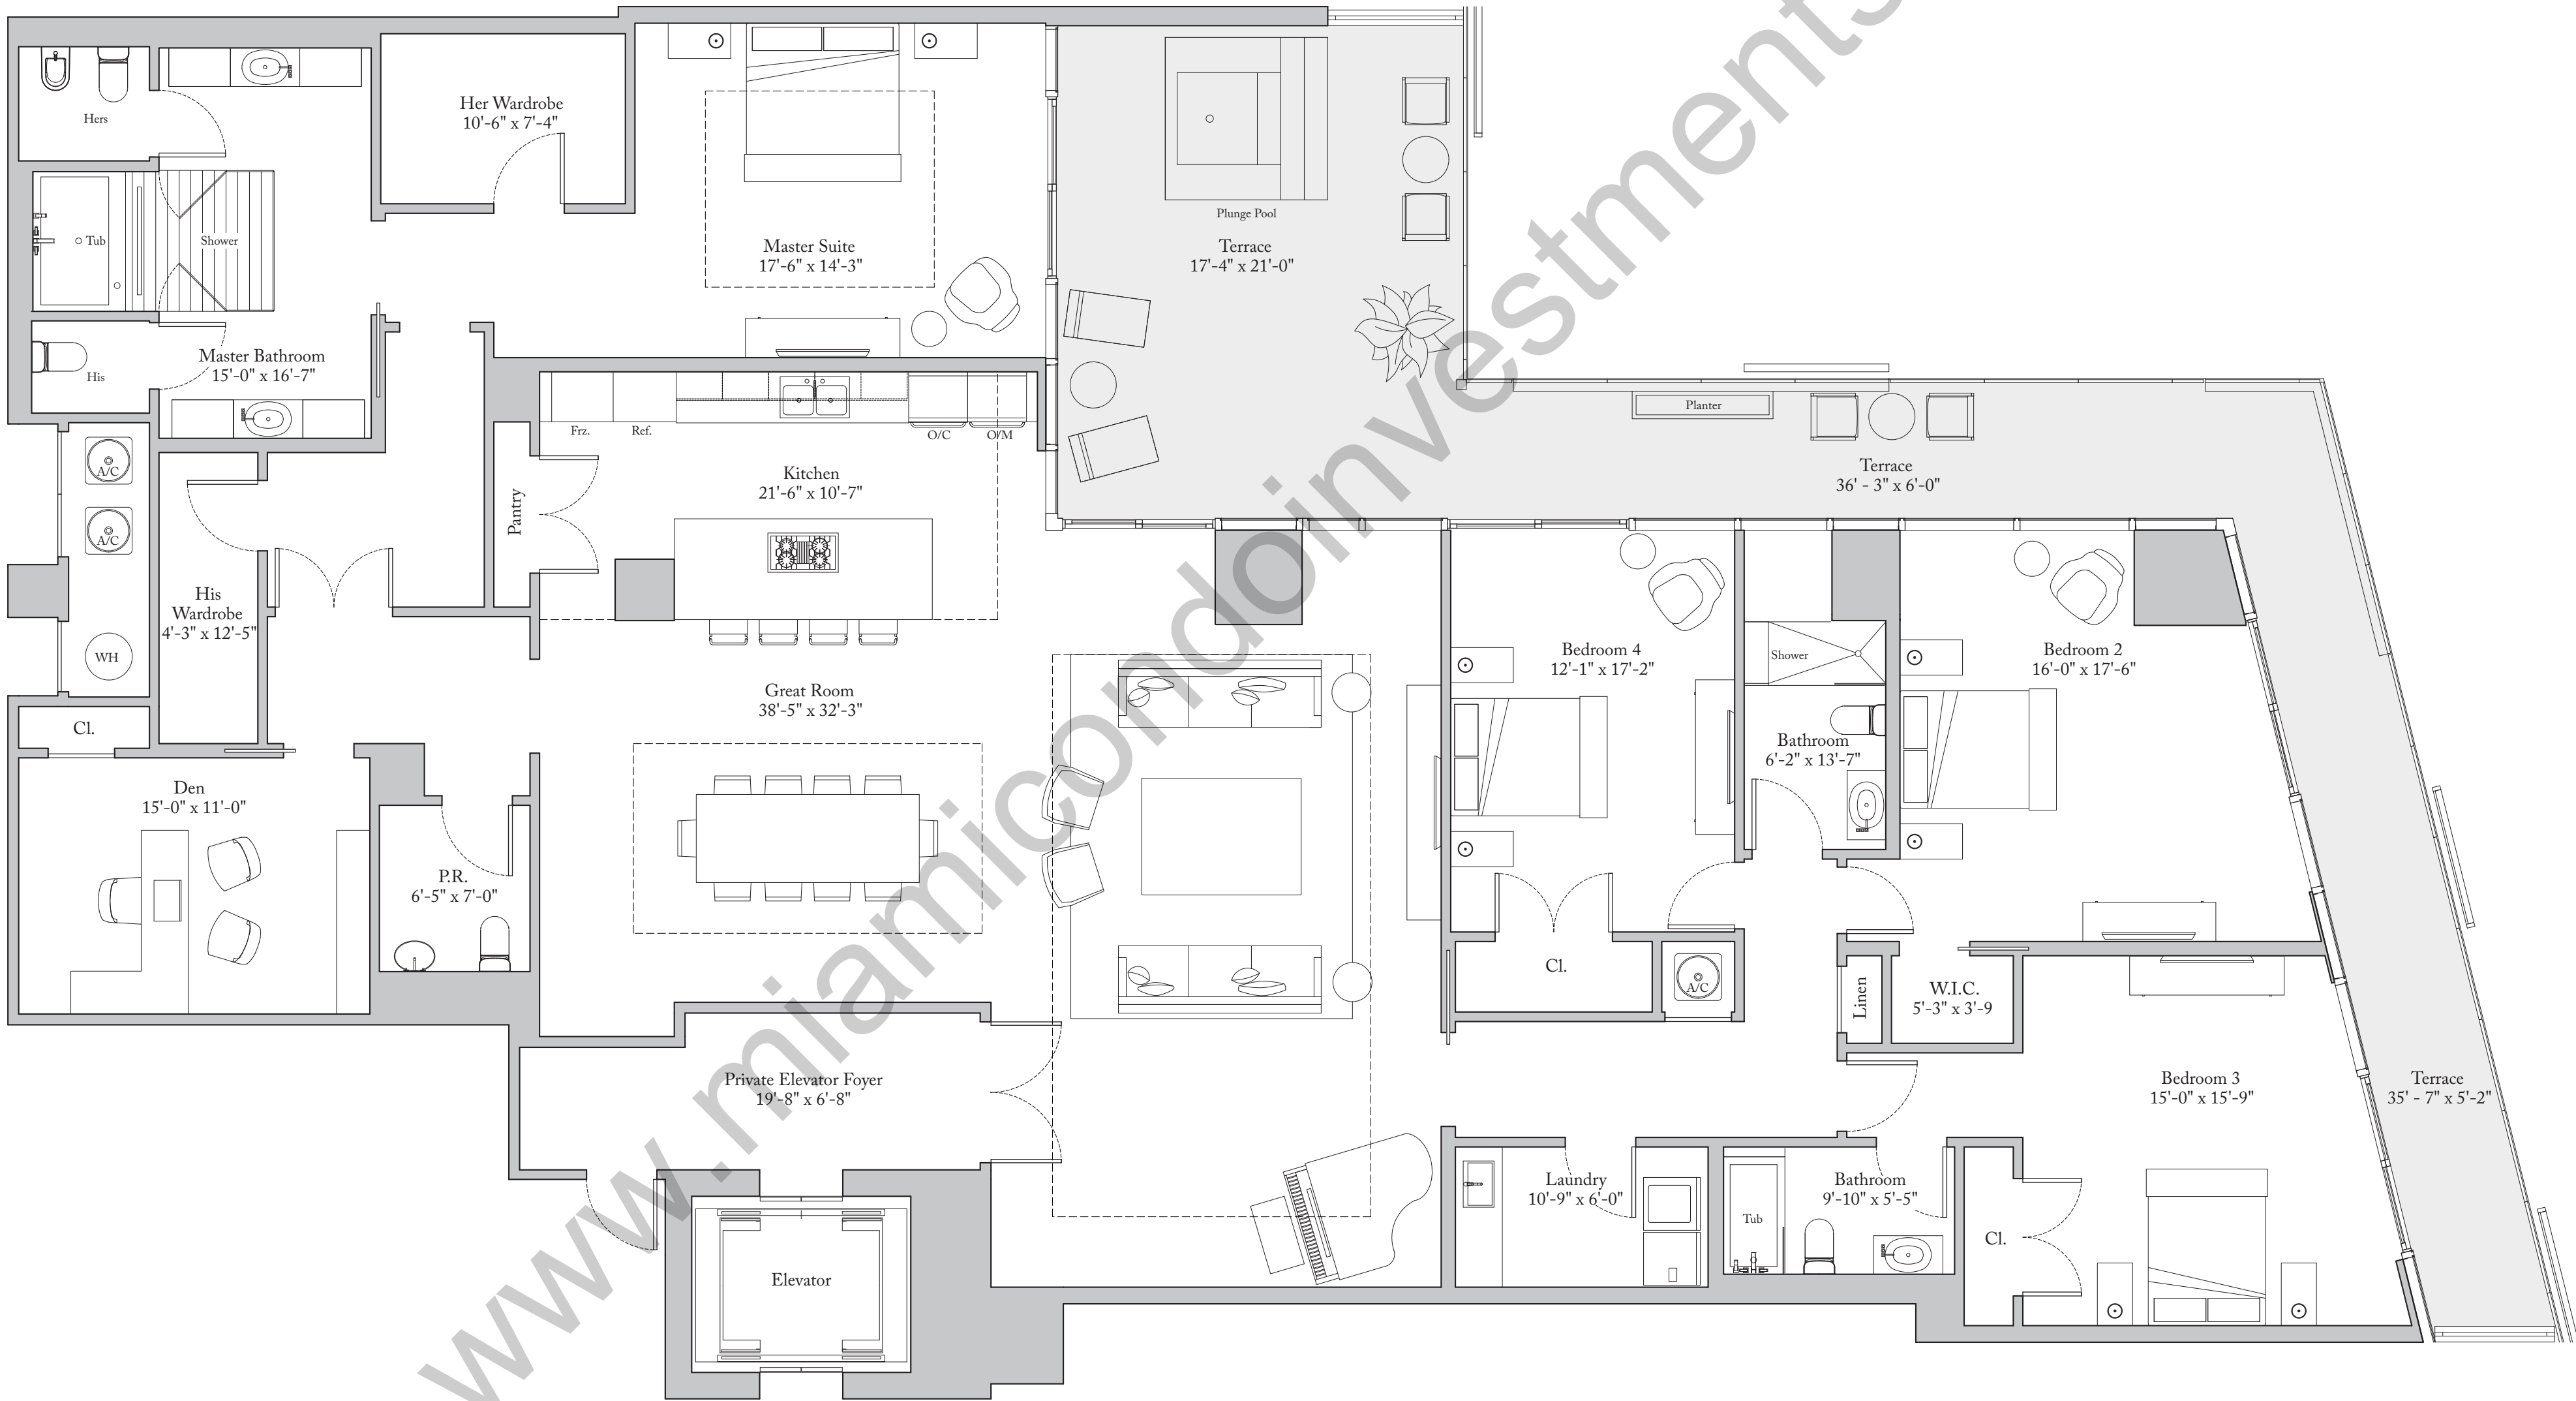 Hers
Her Wardrobe
10'-6" x 7'-4"
Master Suite
17'-6" x 14'-3"
Plunge Pool
Terrace
17'-4" x 21'-0"
Tub
Shower
His
Master Bathroom
15'-0" x 16'-7"
Frz.
Ref.
O/C
O/M
Planter
Terrace
36' - 3" x 6'-0"
A/C
A/C
WH
Kitchen
21'-6" x 10'-7"
Pantry
His
Wardrobe
4'-3" x 12'-5"
Great Room
38'-5" x 32'-3"
Bedroom 4
12'-1" x 17'-2"
Shower
Bathroom
6'-2" x 13'-7"
Bedroom 2
16'-0" x 17'-6"
Cl.
Den
15'-0" x 11'-0"
P.R.
6'-5" x 7'-0"
Cl.
A/C
Linen
W.I.C.
5'-3" x 3'-9
Private Elevator Foyer
19'-8" x 6'-8"
Bedroom 3
15'-0" x 15'-9"
Terrace
35' - 7" x 5'-2"
Laundry
10'-9" x 6'-0"
Bathroom
9'-10" x 5'-5"
Tub
Cl.
Elevator
www.miamicondoinvestments